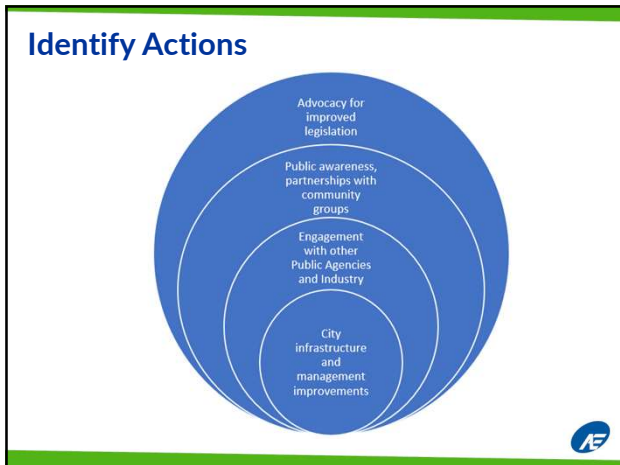 Identify Actions
Advocacy for
improved
legislation
Public awareness,
partnerships with
community
groups
Engagement
with other
Public Agencies
and Industry
City
infrastructure
and
management
improvements